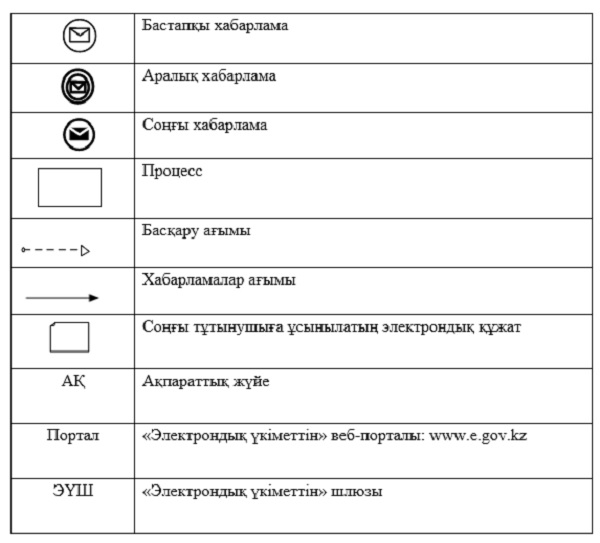 Бастапқы хабарлама
Аралық хабарлама
Соңғы хабарлама
Процесс
Басқару ағымы
Хабарламалар ағымы
Соңғы тұтынушыға ұсынылатың электрондық құжат
АҚ Ақпараттық жүйе
Портал «Электрондық үкіметтін» веб-порталы: www.e.gov.kz
ЭҮШ «Электрондық үкіметтін» шлюзы